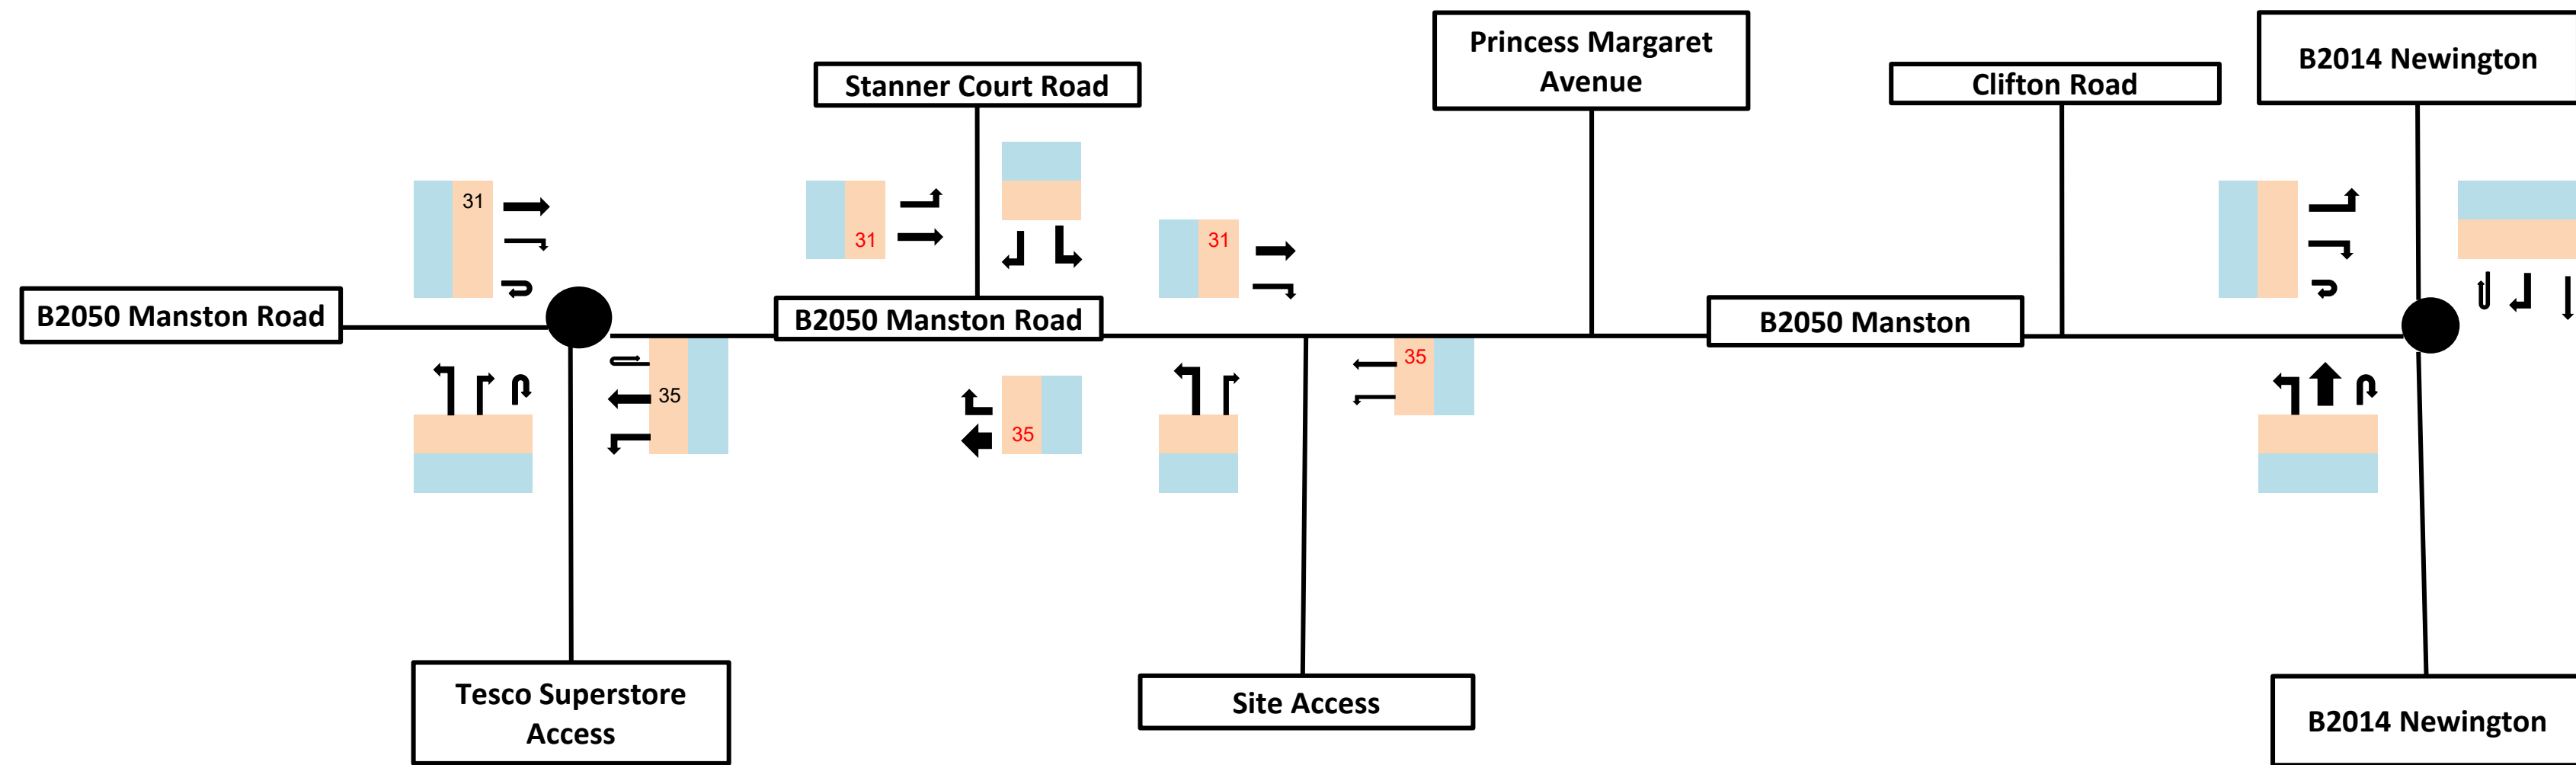 Princess Margaret
Avenue
B2014 Newington
Stanner Court Road
Clifton Road
31
31
31
B2050 Manston Road
B2050 Manston Road
B2050 Manston
35
35
35
Tesco Superstore
Access
Site Access
B2014 Newington